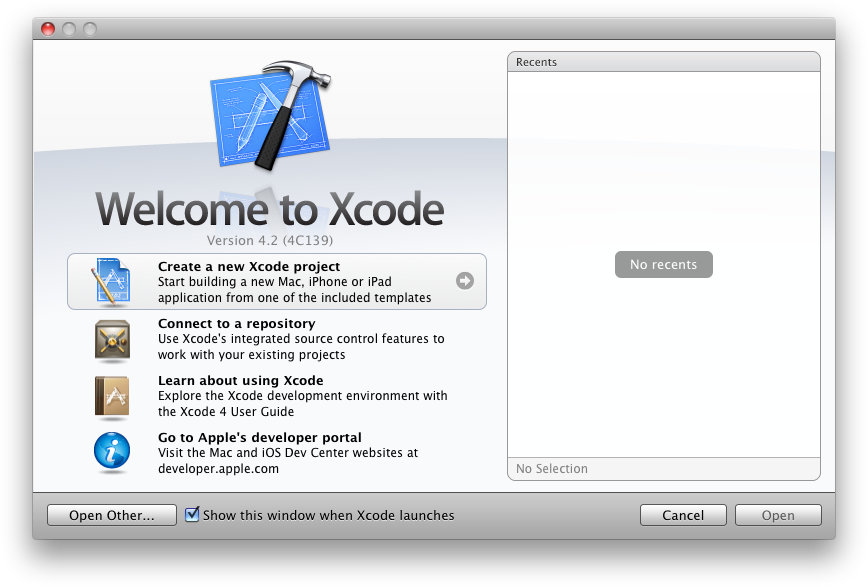 Recents
Welcome to Xcode
Version 4.2 (4C139)
Create a new Xcode project
Start building a new Mac, iPhone or iPad
application from one of the included templates
Connect to a repository
Use Xcode's integrated source control features to
work with your existing projects
Learn about using Xcode
Explore the Xcode development environment with
the Xcode 4 User Guide
Go to Apple's developer portal
Visit the Mac and iOS Dev Center websites at
developer.apple.com
No recents
No Selection
Open Other...
Show this window when Xcode launches
Cancel
Open